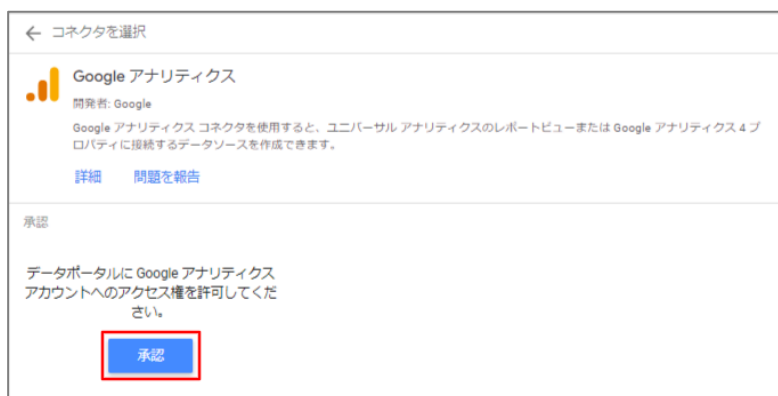 ← コネクタを選択
Google アナリティクス
開発者: Google
Google アナリティクス コネクタを使用すると、ユニバーサル アナリティクスのレポートビューまたは Google アナリティクス 4 プ
ロパティに接続するデータソースを作成できます。
詳細 問題を報告
承認
データポータルに Google アナリティクス
アカウントへのアクセス権を許可してくだ
さい。
承認